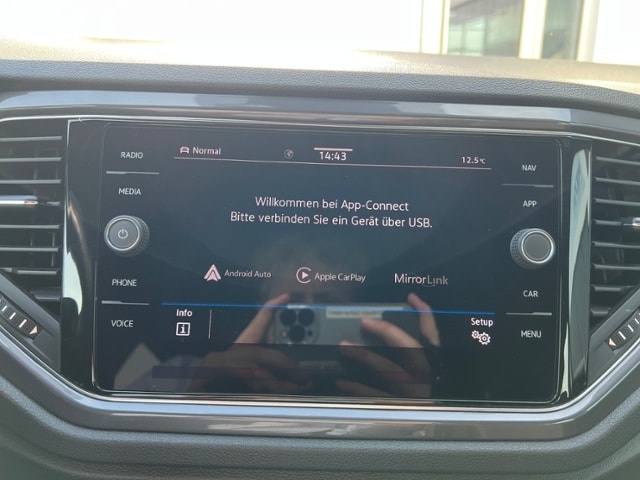 RADIO
MEDIA
PHONE
VOICE
Normal
14:43
12.5°C
Willkommen bei App-Connect
Bitte verbinden Sie ein Gerät über USB.
Android Auto
Apple CarPlay
MirrorLink
Info
Setup
NAV
APP
CAR
MENU